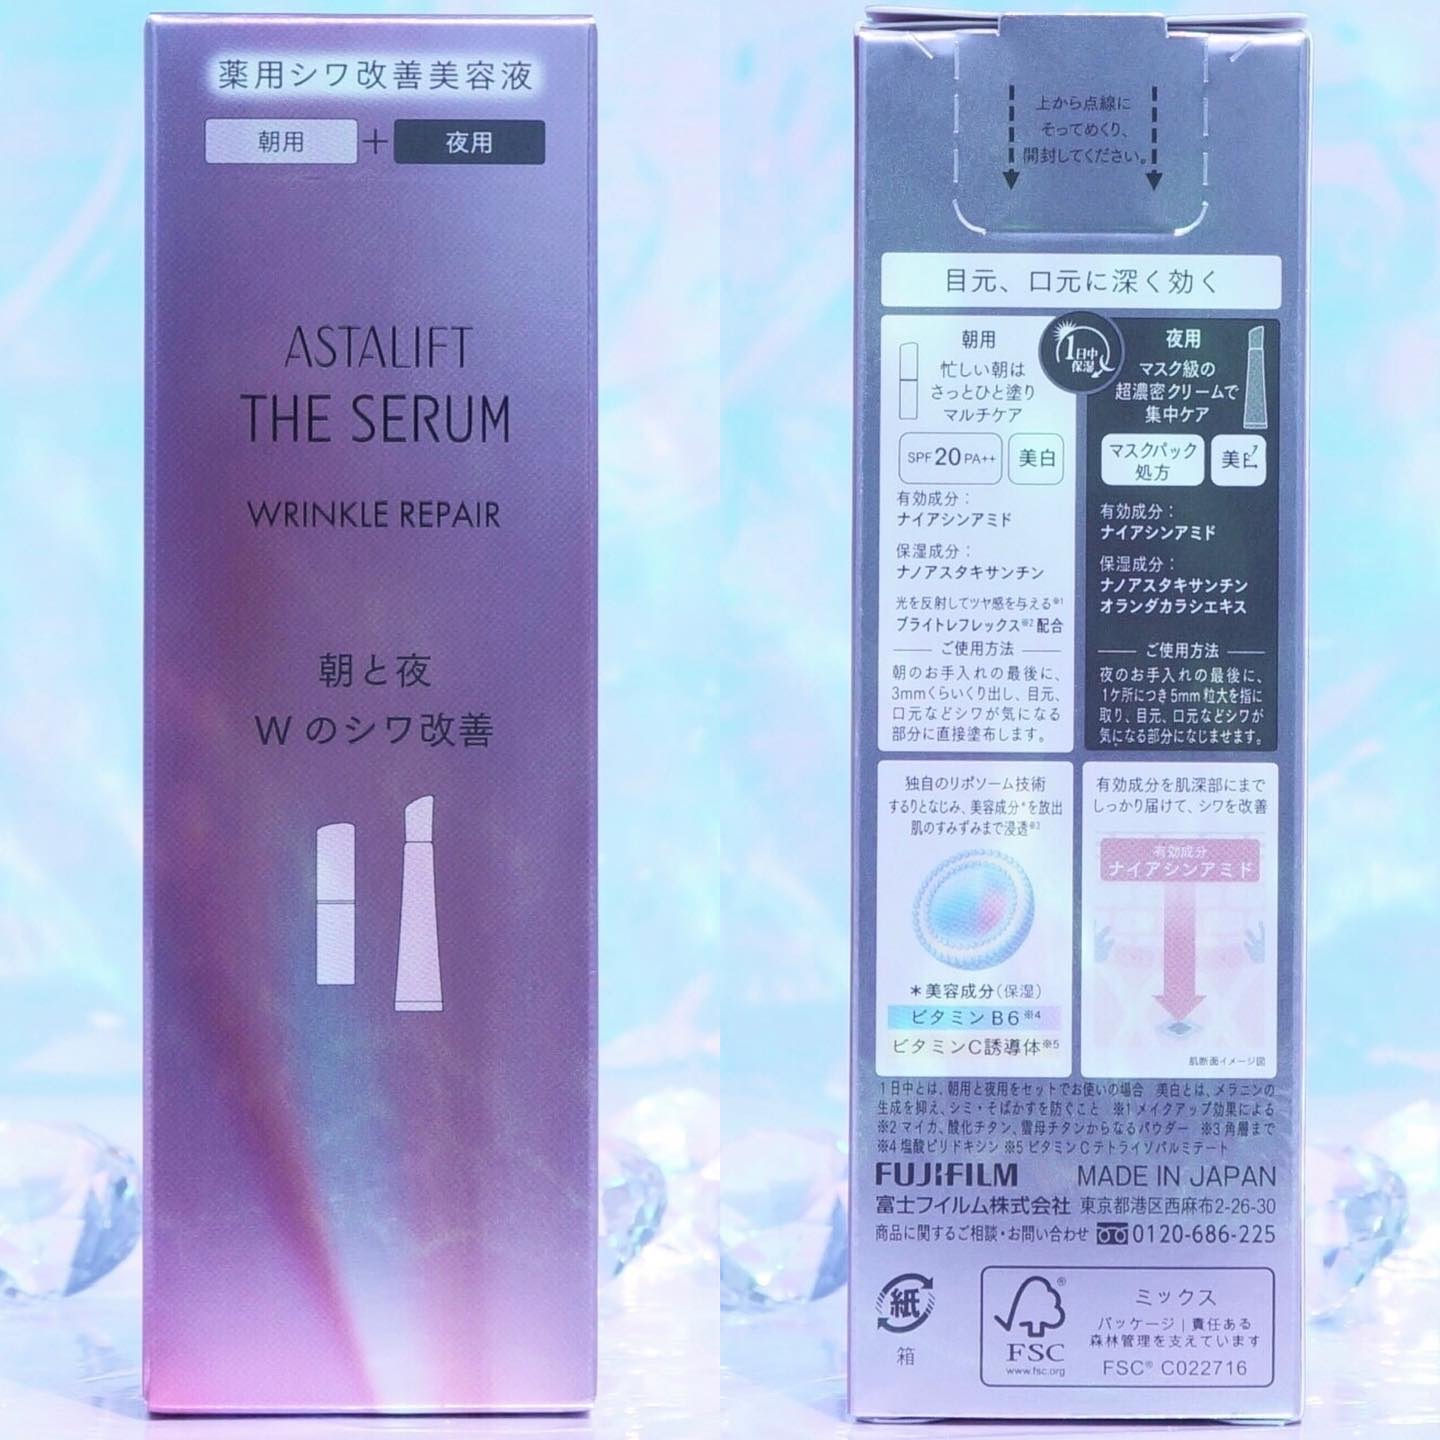 薬用シワ改善美容液
朝用 + 夜用
ASTALIFT
THE SERUM
WRINKLE REPAIR
朝と夜
Wのシワ改善
上から点線に
そってめくり、
開封してください。
目元、口元に深く効く
1日中
保湿
朝用
忙しい朝は
さっとひと塗り
マルチケア
SPF20 PA++ 美白
有効成分：
ナイアシンアミド
保湿成分：
ナノアスタキサンチン
光を反射してツヤ感を与える※1
ブライトレフレックス※2 配合
ご使用方法
朝のお手入れの最後に、
3mmくらいくり出し、目元、
口元などシワが気になる
部分に直接塗布します。
夜用
マスク級の
超濃密クリームで
集中ケア
マスクパック
処方
美白
有効成分：
ナイアシンアミド
保湿成分：
ナノアスタキサンチン
オランダカラシエキス
ご使用方法
夜のお手入れの最後に、
1ケ所につき5mm粒大を指に
取り、目元、口元などシワが
気になる部分になじませます。
独自のリポソーム技術
するりとなじみ、美容成分*を放出
肌のすみずみまで浸透※3
＊美容成分(保湿)
ビタミンB6※4
ビタミンC誘導体※5
有効成分を肌深部にまで
しっかり届けて、シワを改善
有効成分
ナイアシンアミド
肌断面イメージ図
1日中とは、朝用と夜用をセットでお使いの場合　美白とは、メラニンの
生成を抑え、シミ・そばかすを防ぐこと　※1 メイクアップ効果による
※2 マイカ、酸化チタン、雲母チタンからなるパウダー　※3 角層まで
※4 塩酸ピリドキシン ※5 ビタミンCテトライソパルミテート
FUJIFILM MADE IN JAPAN
富士フイルム株式会社 東京都港区西麻布2-26-30
商品に関するご相談・お問い合わせ 0120-686-225
紙
箱
FSC®
www.fsc.org
ミックス
パッケージ｜責任ある
森林管理を支えています
FSC® C022716